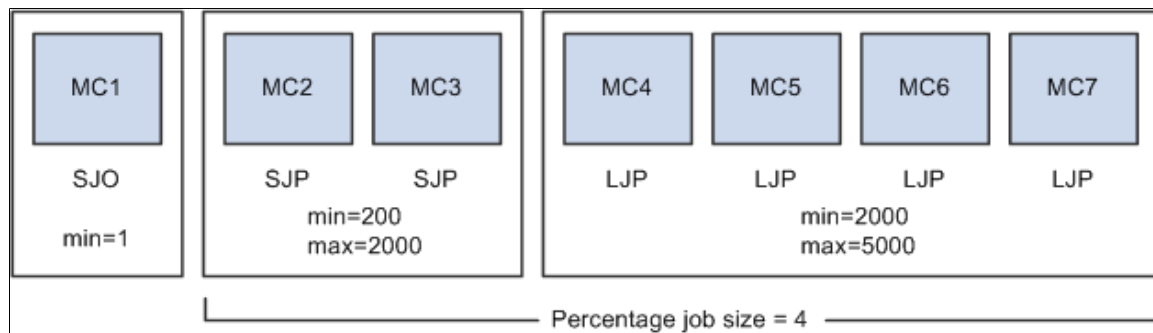 MC1
MC2
MC3
MC4
MC5
MC6
MC7
SJO
SJP
SJP
LJP
LJP
LJP
LJP
min=1
min=200
max=2000
min=2000
max=5000
Percentage job size = 4